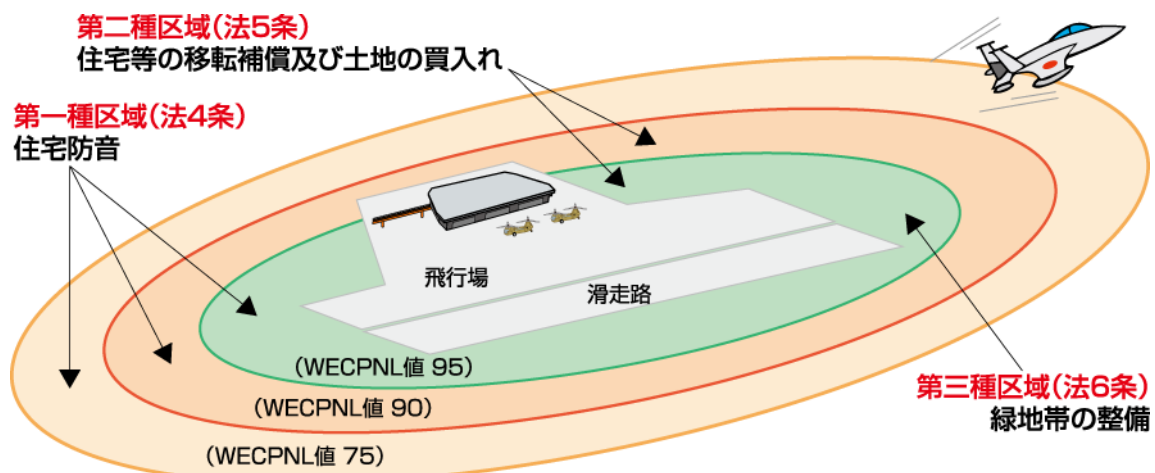 第二種区域(法5条)
住宅等の移転補償及び土地の買入れ
第一種区域(法4条)
住宅防音
飛行場
滑走路
(WECPNL値 95)
(WECPNL値 90)
(WECPNL値 75)
第三種区域(法6条)
緑地帯の整備